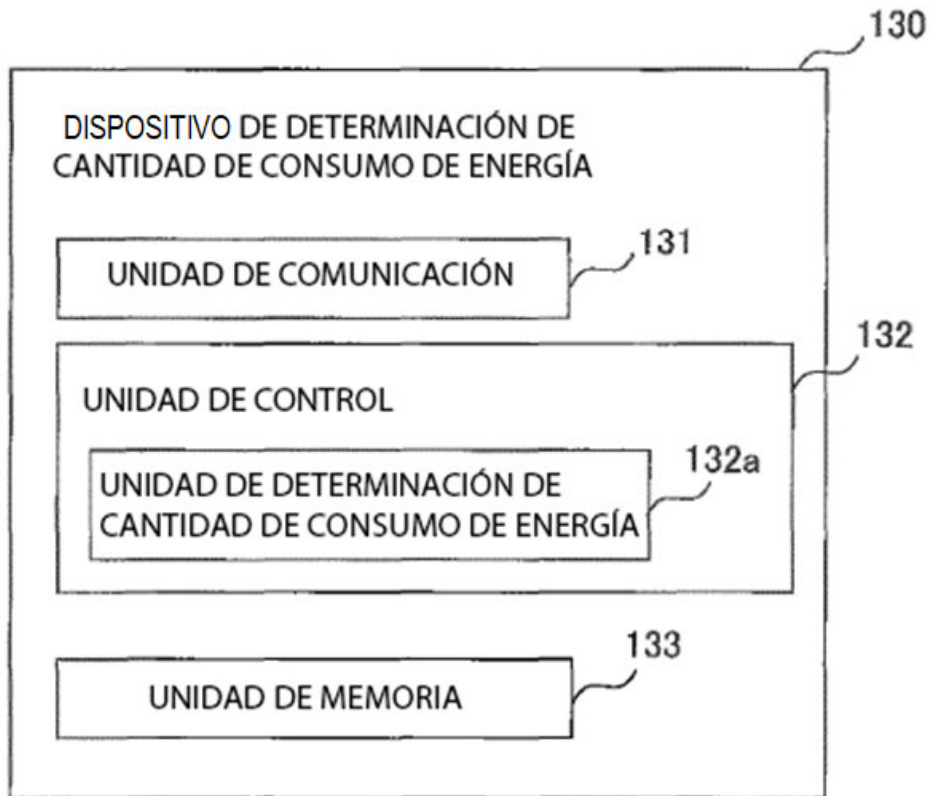 130
DISPOSITIVO DE DETERMINACIÓN DE
CANTIDAD DE CONSUMO DE ENERGÍA
131
UNIDAD DE COMUNICACIÓN
132
UNIDAD DE CONTROL
132a
UNIDAD DE DETERMINACIÓN DE
CANTIDAD DE CONSUMO DE ENERGÍA
133
UNIDAD DE MEMORIA